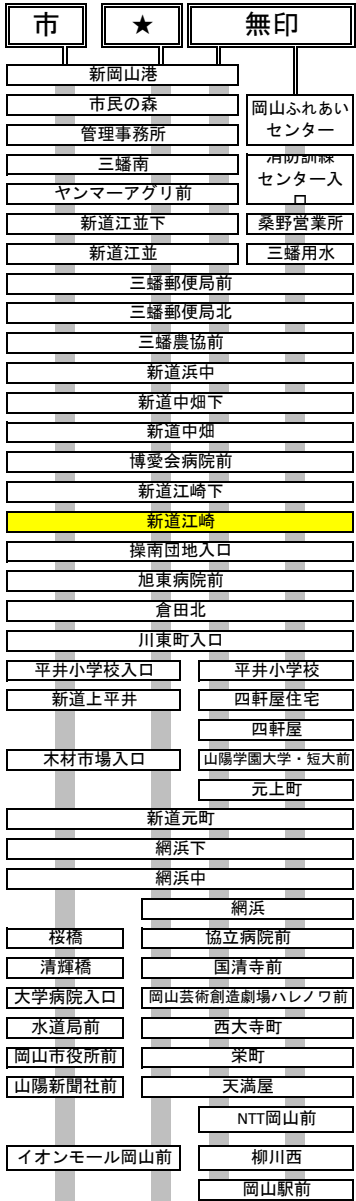 市 ★ 無印
新岡山港
市民の森
岡山ふれあい
センター
管理事務所
三蟠南
消防訓練
センター入
口
ヤンマーアグリ前
新道江並下 桑野営業所
新道江並 三蟠用水
三蟠郵便局前
三蟠郵便局北
三蟠農協前
新道浜中
新道中畑下
新道中畑
博愛会病院前
新道江崎下
新道江崎
操南団地入口
旭東病院前
倉田北
川東町入口
平井小学校入口 平井小学校
新道上平井 四軒屋住宅
四軒屋
木材市場入口 山陽学園大学・短大前
元上町
新道元町
網浜下
網浜中
網浜
桜橋 協立病院前
清輝橋 国清寺前
大学病院入口 岡山芸術創造劇場ハレノワ前
水道局前 西大寺町
岡山市役所前 栄町
山陽新聞社前 天満屋
NTT岡山前
イオンモール岡山前 柳川西
岡山駅前